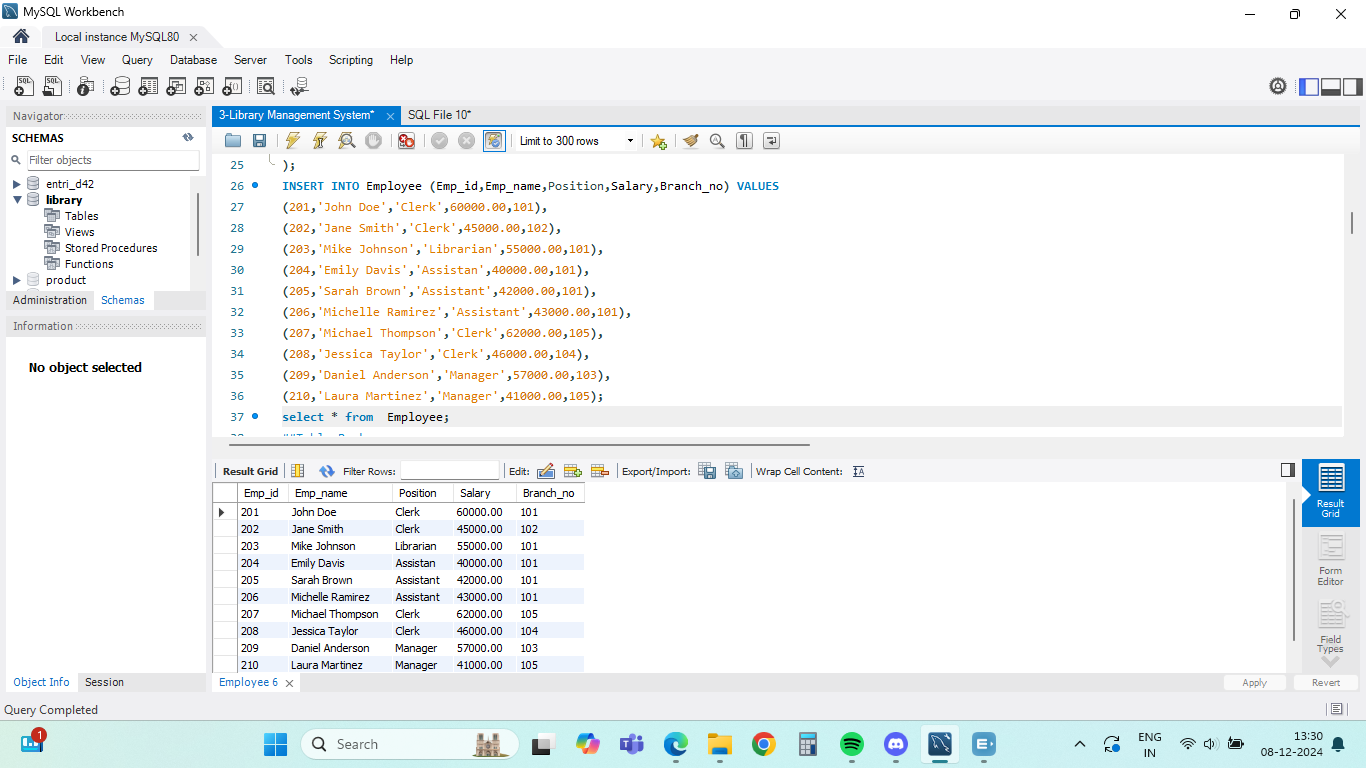 MySQL Workbench
Local instance MySQL80
File Edit View Query Database Server Tools Scripting Help
Navigator
SCHEMAS
Filter objects
entri_d42
library
Tables
Views
Stored Procedures
Functions
product
Administration Schemas
Information
No object selected
Object Info Session
3-Library Management System* SQL File 10*
Limit to 300 rows
25 );
26 INSERT INTO Employee (Emp_id,Emp_name,Position,Salary,Branch_no) VALUES
27 (201,'John Doe','Clerk',60000.00,101),
28 (202,'Jane Smith','Clerk',45000.00,102),
29 (203,'Mike Johnson','Librarian',55000.00,101),
30 (204,'Emily Davis','Assistan',40000.00,101),
31 (205,'Sarah Brown','Assistant',42000.00,101),
32 (206,'Michelle Ramirez','Assistant',43000.00,101),
33 (207,'Michael Thompson','Clerk',62000.00,105),
34 (208,'Jessica Taylor','Clerk',46000.00,104),
35 (209,'Daniel Anderson','Manager',57000.00,103),
36 (210,'Laura Martinez','Manager',41000.00,105);
37 select * from  Employee;
Result Grid Filter Rows: Edit: Export/Import: Wrap Cell Content:
Emp_id Emp_name Position Salary Branch_no
201 John Doe Clerk 60000.00 101
202 Jane Smith Clerk 45000.00 102
203 Mike Johnson Librarian 55000.00 101
204 Emily Davis Assistan 40000.00 101
205 Sarah Brown Assistant 42000.00 101
206 Michelle Ramirez Assistant 43000.00 101
207 Michael Thompson Clerk 62000.00 105
208 Jessica Taylor Clerk 46000.00 104
209 Daniel Anderson Manager 57000.00 103
210 Laura Martinez Manager 41000.00 105
Result
Grid
Form
Editor
Field
Types
Employee 6
Apply Revert
Query Completed
1
Search
ENG
IN
13:30
08-12-2024